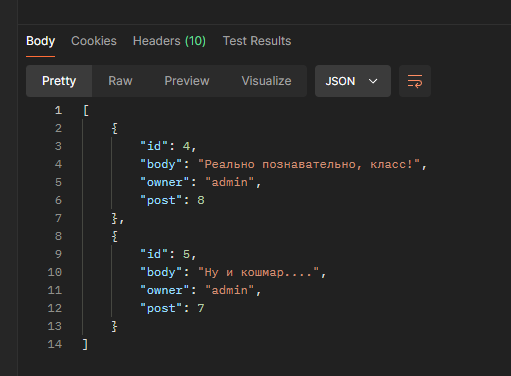 Body Cookies Headers (10) Test Results
Pretty Raw Preview Visualize JSON
1 [
2 {
3 "id": 4,
4 "body": "Реально познавательно, класс!",
5 "owner": "admin",
6 "post": 8
7 },
8 {
9 "id": 5,
10 "body": "Ну и кошмар....",
11 "owner": "admin",
12 "post": 7
13 }
14 ]